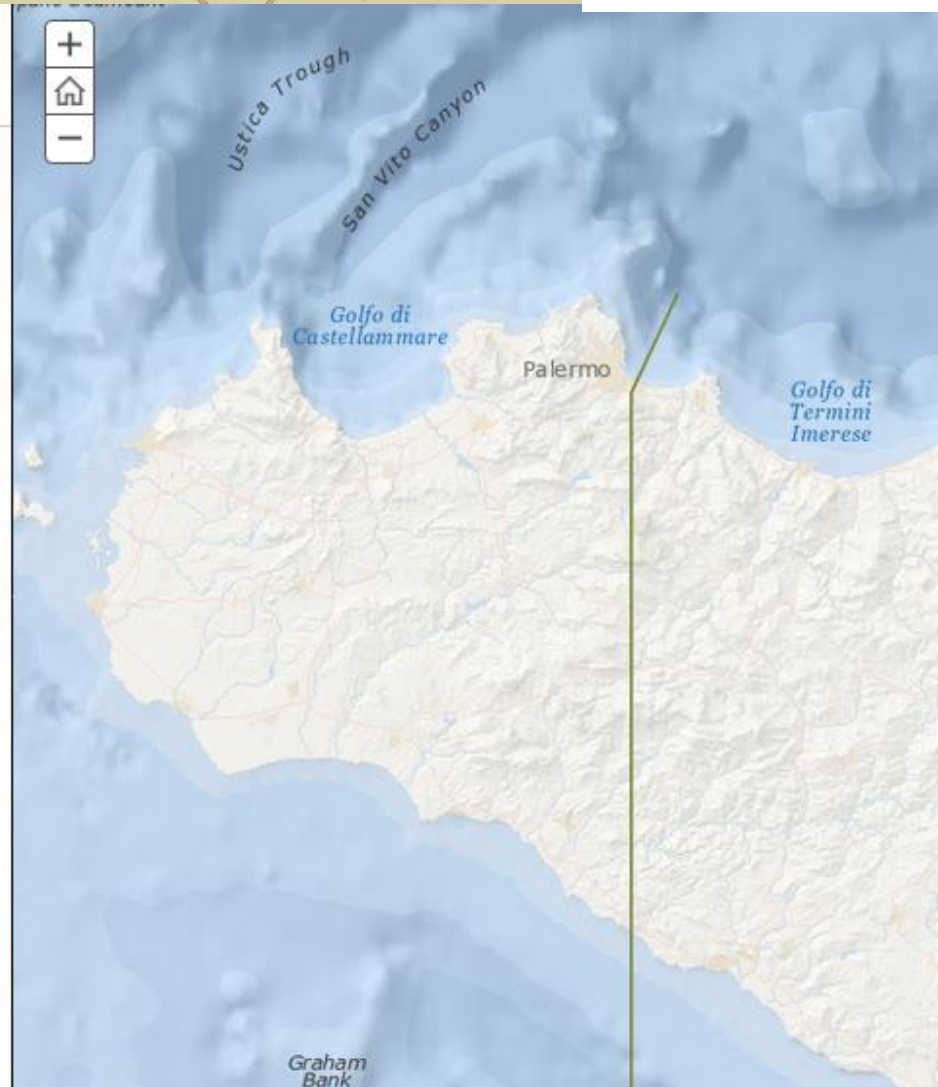 +
−
Ustica Trough
San Vito Canyon
Golfo di
Castellammare
Palermo
Golfo di
Termini
Imerese
Graham
Bank